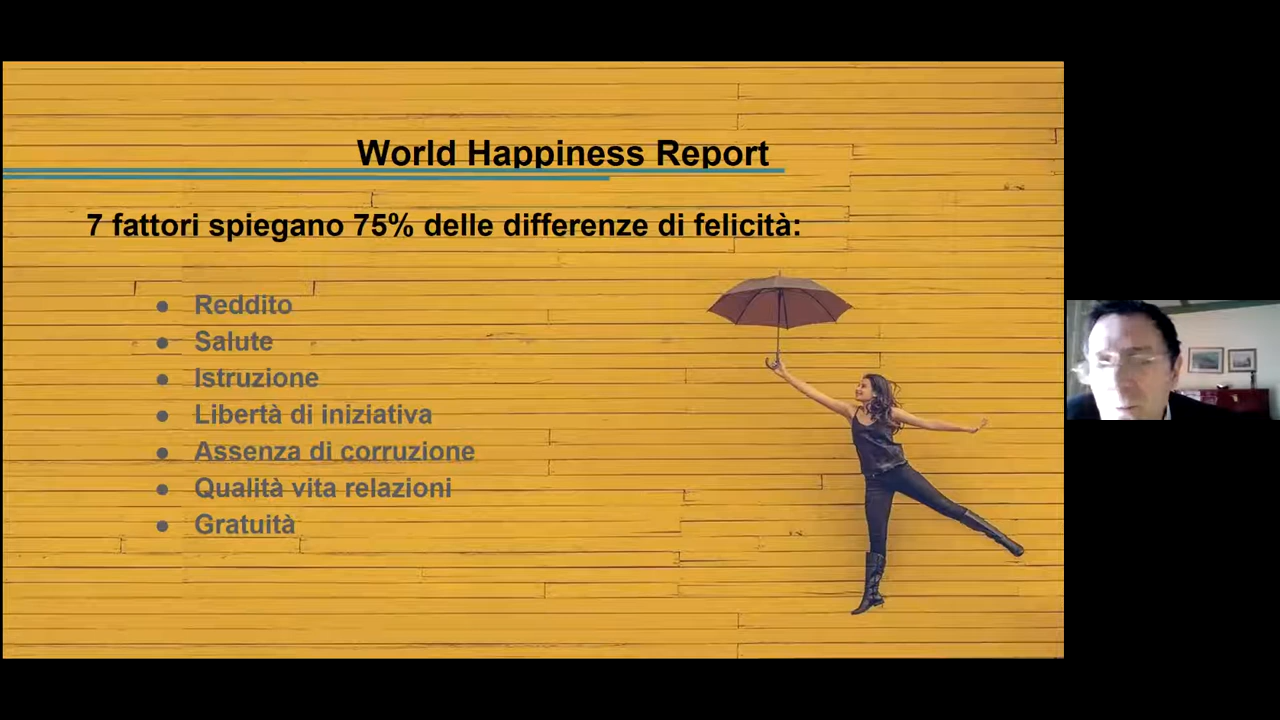 World Happiness Report
7 fattori spiegano 75% delle differenze di felicità:
● Reddito
● Salute
● Istruzione
● Libertà di iniziativa
● Assenza di corruzione
● Qualità vita relazioni
● Gratuità